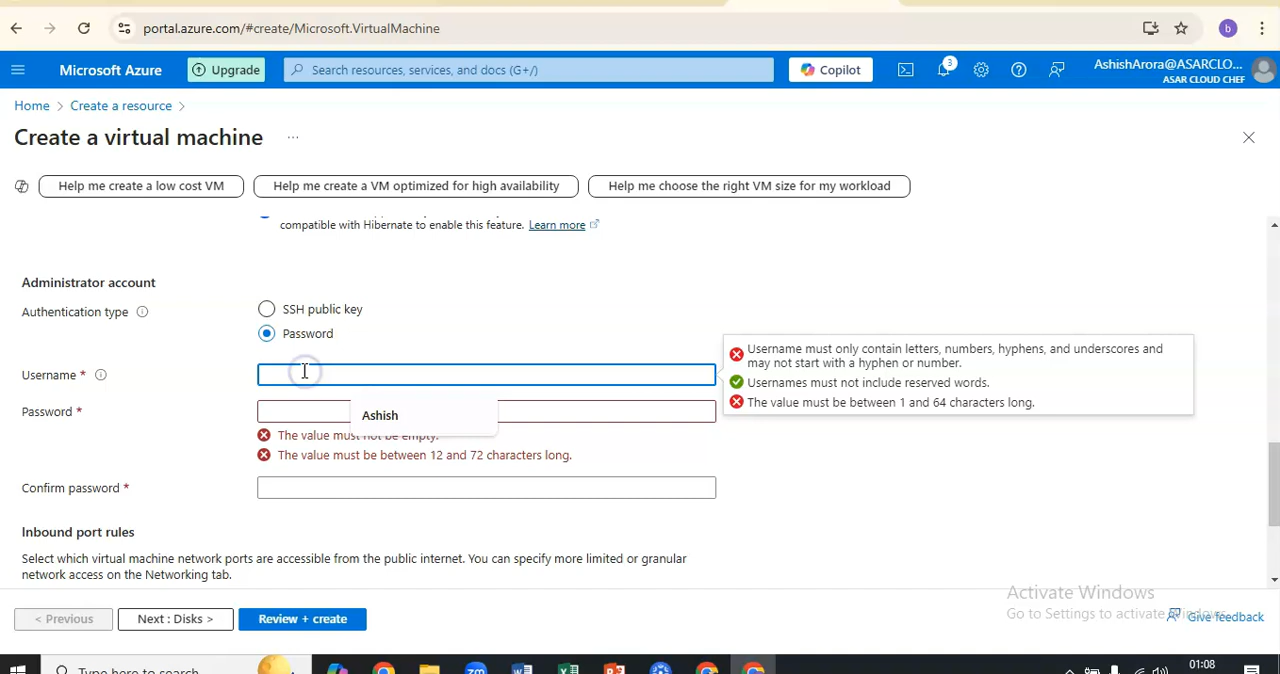 portal.azure.com/#create/Microsoft.VirtualMachine
b
Microsoft Azure
Upgrade
Search resources, services, and docs (G+/)
Copilot
3
AshishArora@ASARCLO...
ASAR CLOUD CHEF
Home > Create a resource >
Create a virtual machine
...
Help me create a low cost VM
Help me create a VM optimized for high availability
Help me choose the right VM size for my workload
compatible with Hibernate to enable this feature. Learn more
Administrator account
Authentication type
SSH public key
Password
Username *
Username must only contain letters, numbers, hyphens, and underscores and
may not start with a hyphen or number.
Usernames must not include reserved words.
The value must be between 1 and 64 characters long.
Password *
Ashish
The value must not be empty.
The value must be between 12 and 72 characters long.
Confirm password *
Inbound port rules
Select which virtual machine network ports are accessible from the public internet. You can specify more limited or granular
network access on the Networking tab.
Activate Windows
Go to Settings to activate
< Previous
Next : Disks >
Review + create
Give feedback
Type here to search
01:08